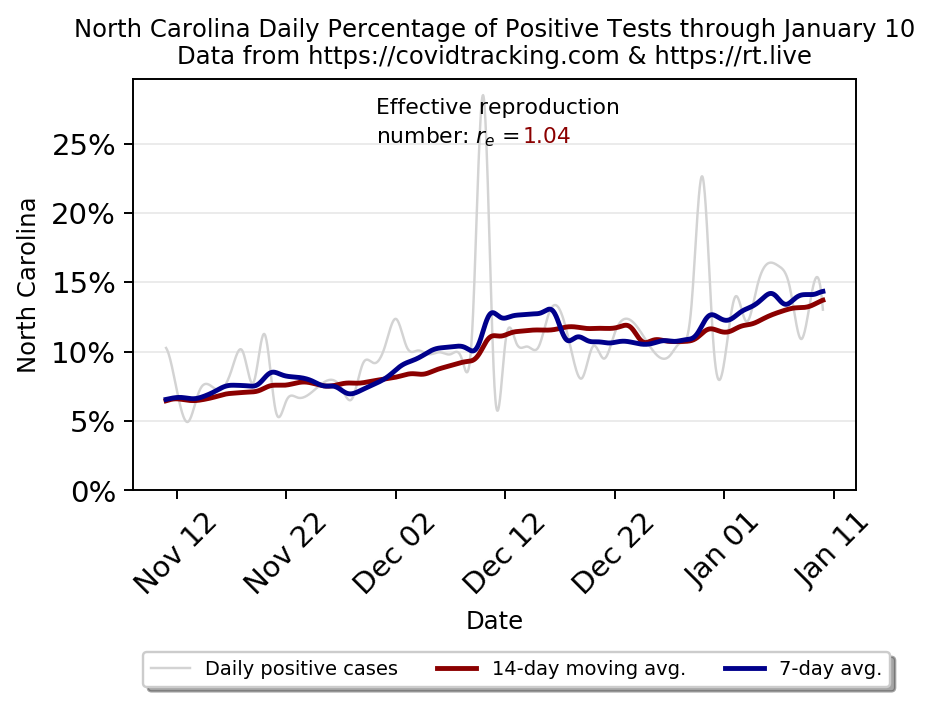 North Carolina Daily Percentage of Positive Tests through January 10
Data from https://covidtracking.com & https://rt.live
Effective reproduction
number: rₑ =1.04
25%
20%
15%
10%
5%
0%
North Carolina
Nov 12
Nov 22
Dec 02
Dec 12
Dec 22
Jan 01
Jan 11
Date
Daily positive cases
14-day moving avg.
7-day avg.